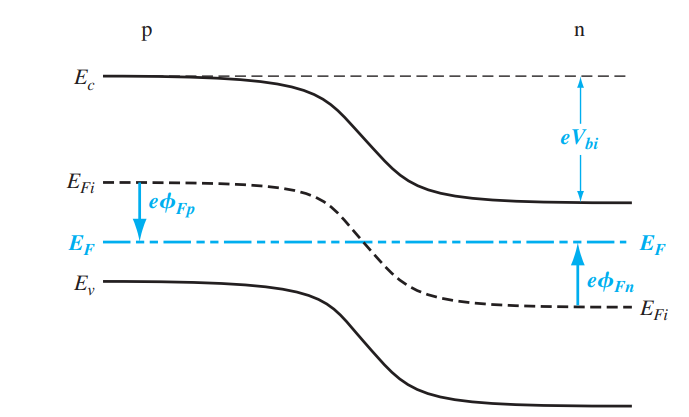 p n
E_c
eV_bi
E_Fi
eϕ_Fp
E_F E_F
eϕ_Fn
E_v
E_Fi